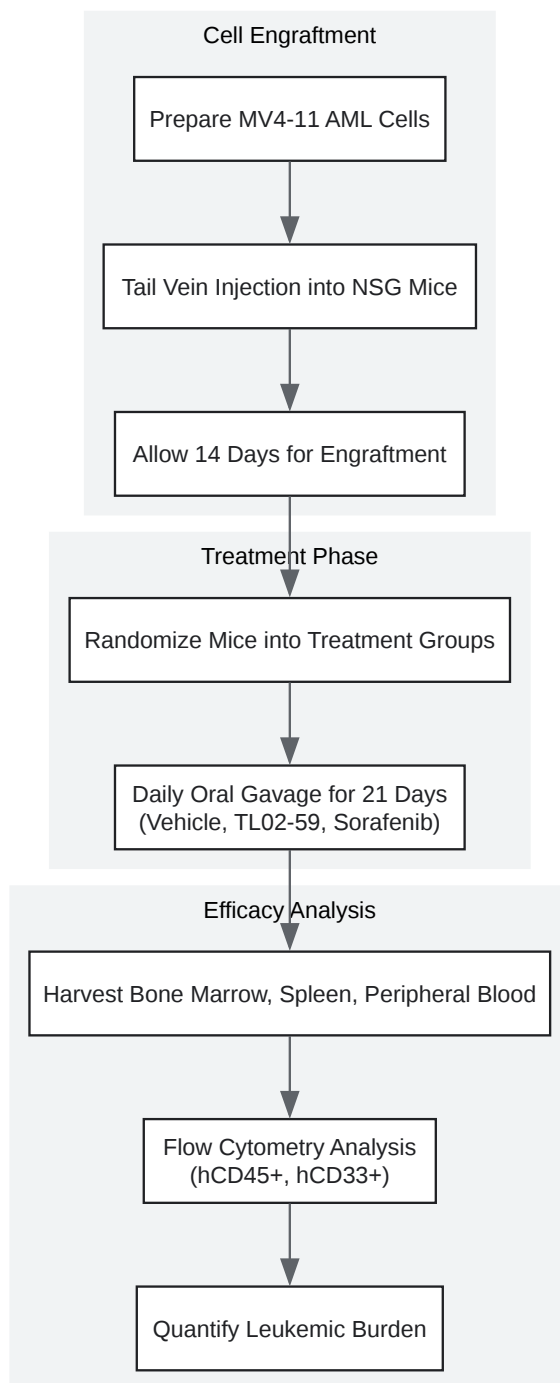 Cell Engraftment
Prepare MV4-11 AML Cells
Tail Vein Injection into NSG Mice
Allow 14 Days for Engraftment
Treatment Phase
Randomize Mice into Treatment Groups
Daily Oral Gavage for 21 Days
(Vehicle, TL02-59, Sorafenib)
Efficacy Analysis
Harvest Bone Marrow, Spleen, Peripheral Blood
Flow Cytometry Analysis
(hCD45+, hCD33+)
Quantify Leukemic Burden